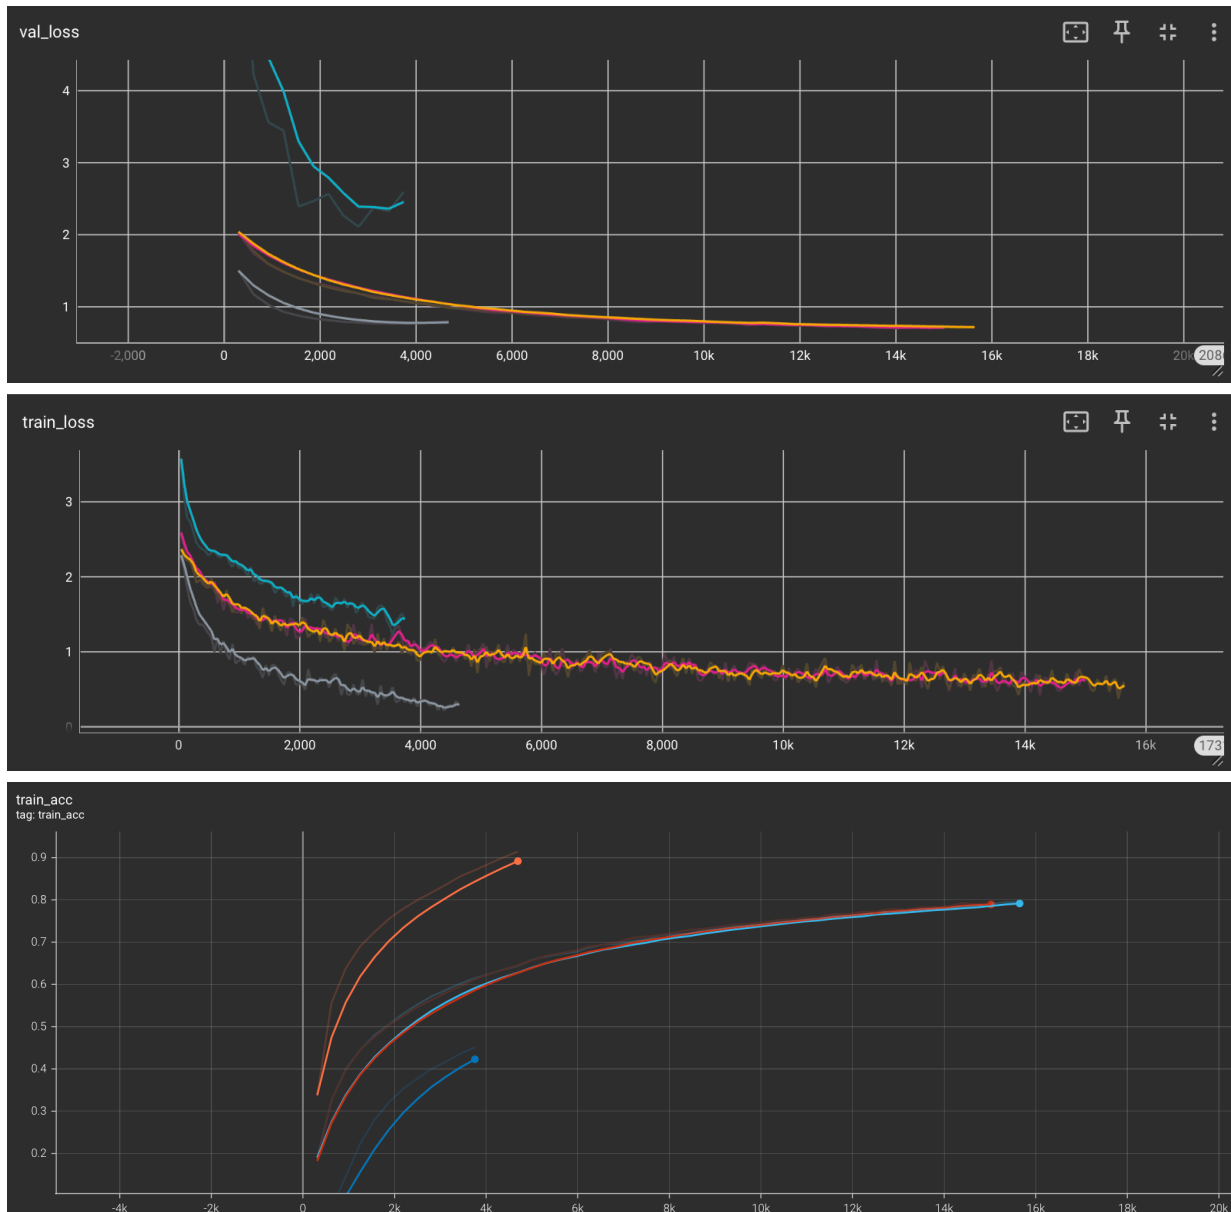 val_loss
4
3
2
1
-2,000 0 2,000 4,000 6,000 8,000 10k 12k 14k 16k 18k 20k 208
train_loss
3
2
1
0
0 2,000 4,000 6,000 8,000 10k 12k 14k 16k 173
train_acc
tag: train_acc
0.9
0.8
0.7
0.6
0.5
0.4
0.3
0.2
-4k -2k 0 2k 4k 6k 8k 10k 12k 14k 16k 18k 20k